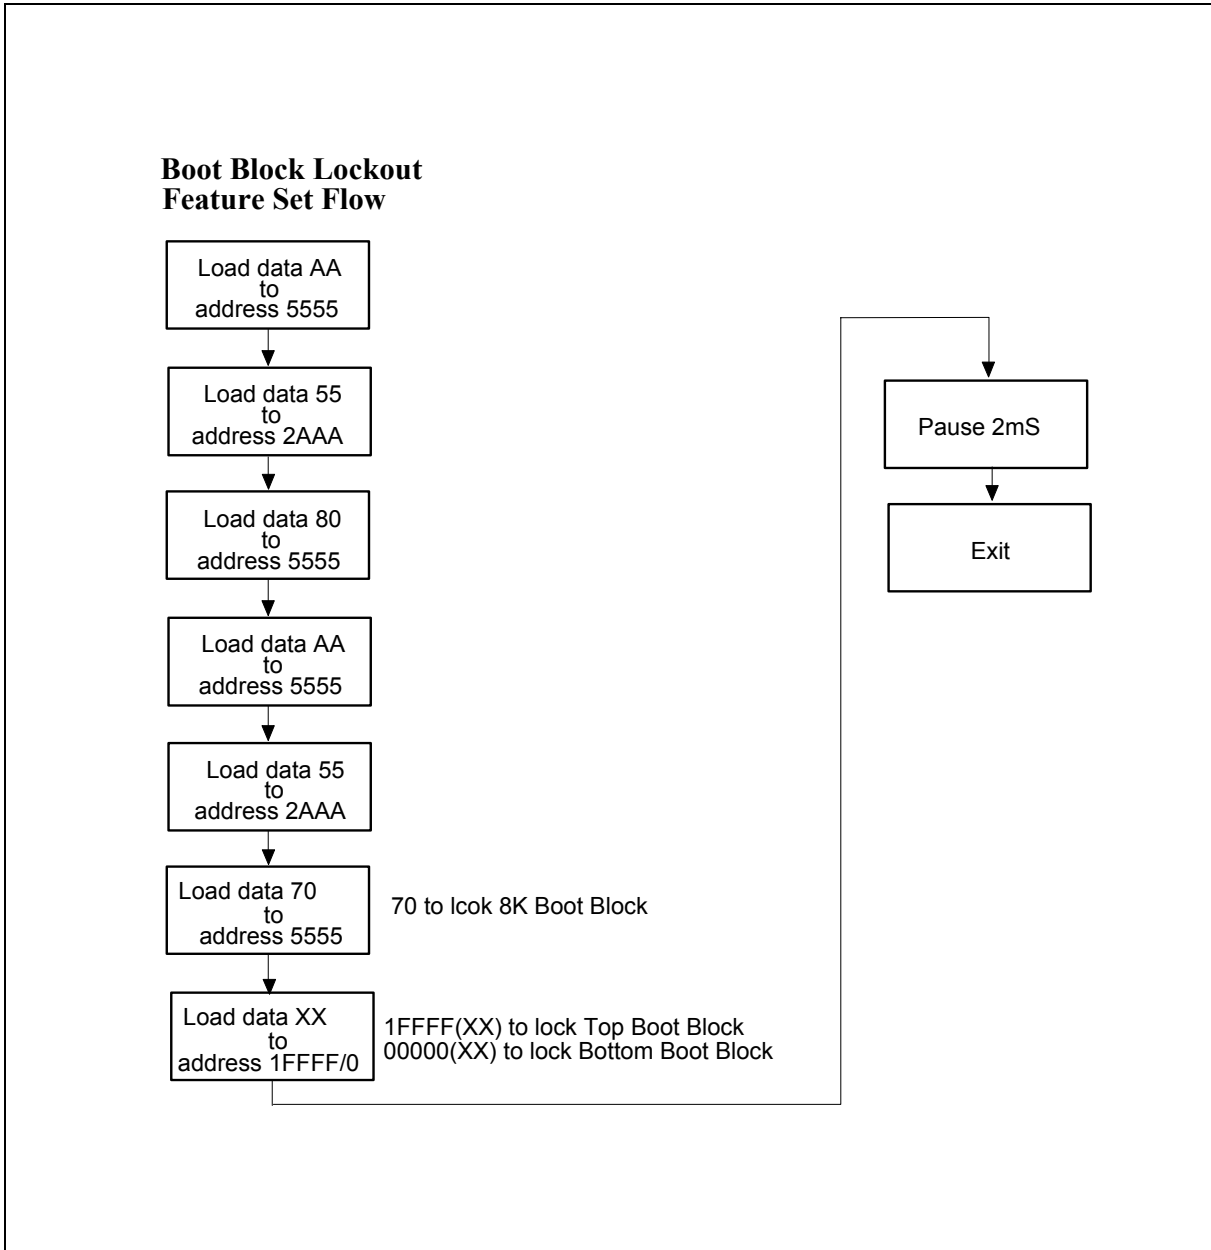 Boot Block Lockout
Feature Set Flow
Load data AA
to
address 5555
Load data 55
to
address 2AAA
Load data 80
to
address 5555
Load data AA
to
address 5555
Load data 55
to
address 2AAA
Load data 70
to
address 5555
70 to lcok 8K Boot Block
Load data XX
to
address 1FFFF/0
1FFFF(XX) to lock Top Boot Block
00000(XX) to lock Bottom Boot Block
Pause 2mS
Exit